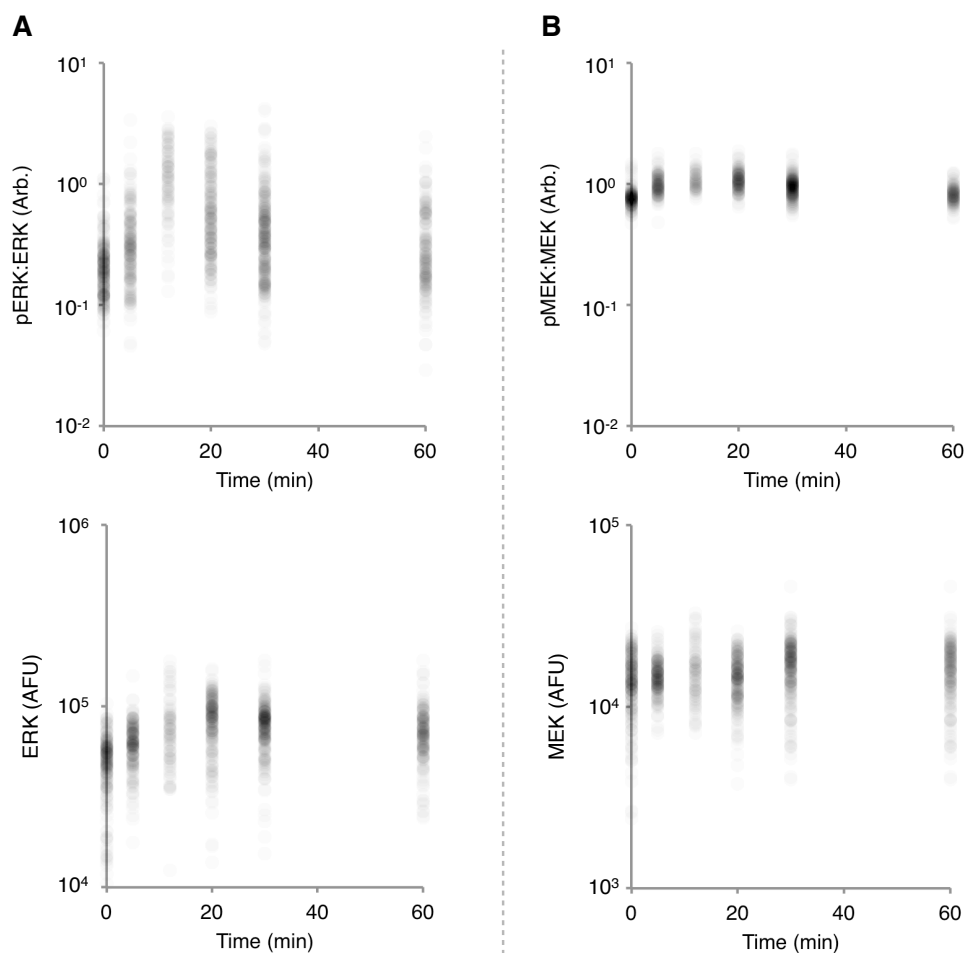 A
pERK:ERK (Arb.)
10¹
10⁰
10⁻¹
10⁻²
0 20 40 60
Time (min)
B
pMEK:MEK (Arb.)
10¹
10⁰
10⁻¹
10⁻²
0 20 40 60
Time (min)
ERK (AFU)
10⁶
10⁵
10⁴
0 20 40 60
Time (min)
MEK (AFU)
10⁵
10⁴
10³
0 20 40 60
Time (min)